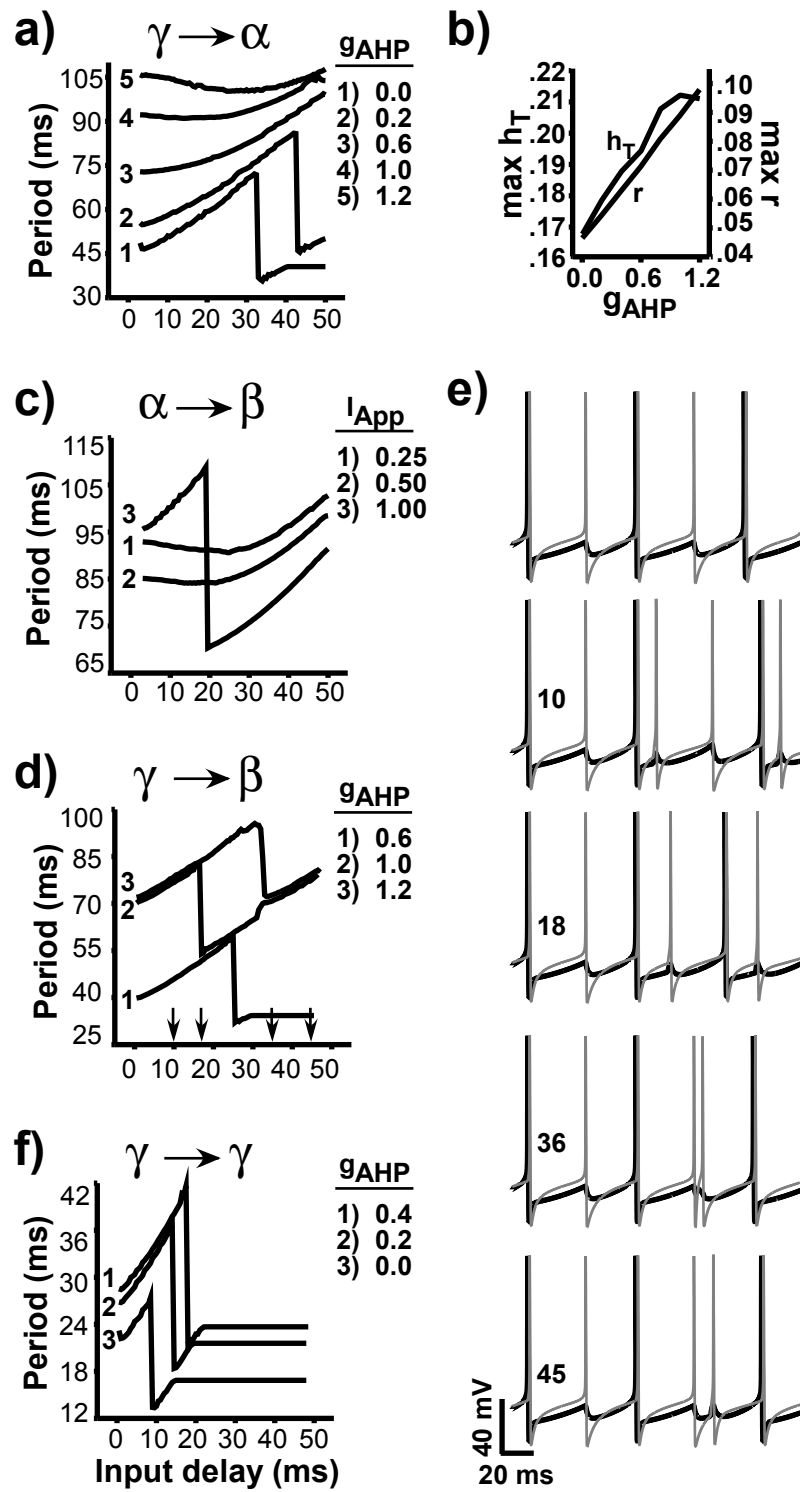 a)
γ → α
Period (ms)
105
90
75
60
45
30
5
4
3
2
1
0 10 20 30 40 50
gAHP
1) 0.0
2) 0.2
3) 0.6
4) 1.0
5) 1.2
b)
max hT
.22
.21
.20
.19
.18
.17
.16
hT
r
.10
.09
.08
.07
.06
.05
.04
max r
0.0 0.6 1.2
gAHP
c)
α → β
Period (ms)
115
105
95
85
75
65
3
1
2
0 10 20 30 40 50
IApp
1) 0.25
2) 0.50
3) 1.00
d)
γ → β
Period (ms)
100
85
70
55
40
25
3
2
1
0 10 20 30 40 50
gAHP
1) 0.6
2) 1.0
3) 1.2
e)
10
18
36
45
40 mV
20 ms
f)
γ → γ
Period (ms)
42
36
30
24
18
12
1
2
3
0 10 20 30 40 50
Input delay (ms)
gAHP
1) 0.4
2) 0.2
3) 0.0